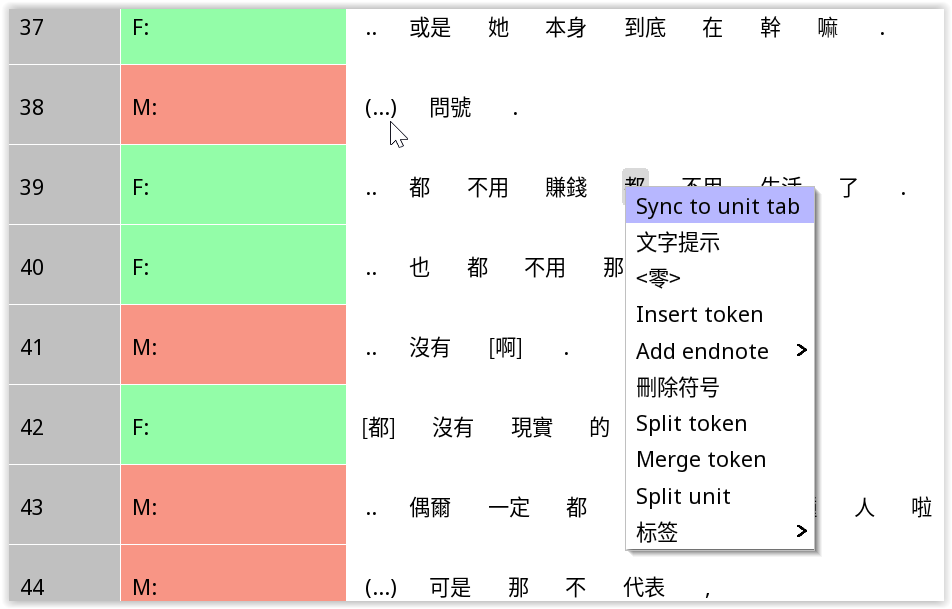 37 F: .. 或是 她 本身 到底 在 幹 嘛 .
38 M: (...) 問號 .
39 F: .. 都 不用 賺錢 都 不用 生活 了 .
Sync to unit tab
文字提示
40 F: .. 也 都 不用 那
<零>
Insert token
41 M: .. 沒有 [啊] .
Add endnote >
刪除符号
42 F: [都] 沒有 現實 的
Split token
Merge token
Split unit
43 M: .. 偶爾 一定 都 人 啦
标签 >
44 M: (...) 可是 那 不 代表 ,